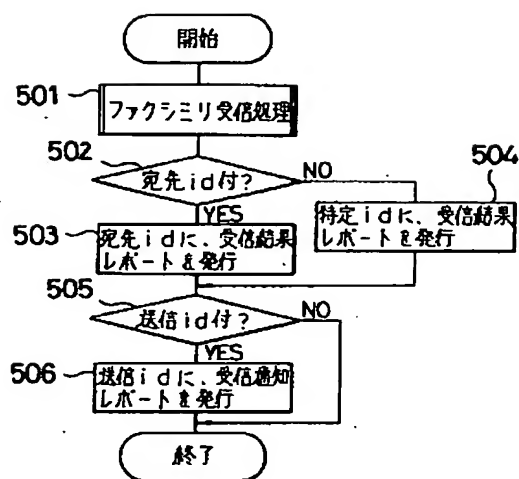 開始
501
ファクシミリ受信処理
502
宛先id付?
NO
504
YES
503
宛先idに、受信結果
レポートを発行
特定idに、受信結果
レポートを発行
505
送信id付?
NO
YES
506
送信idに、受信通知
レポートを発行
終了